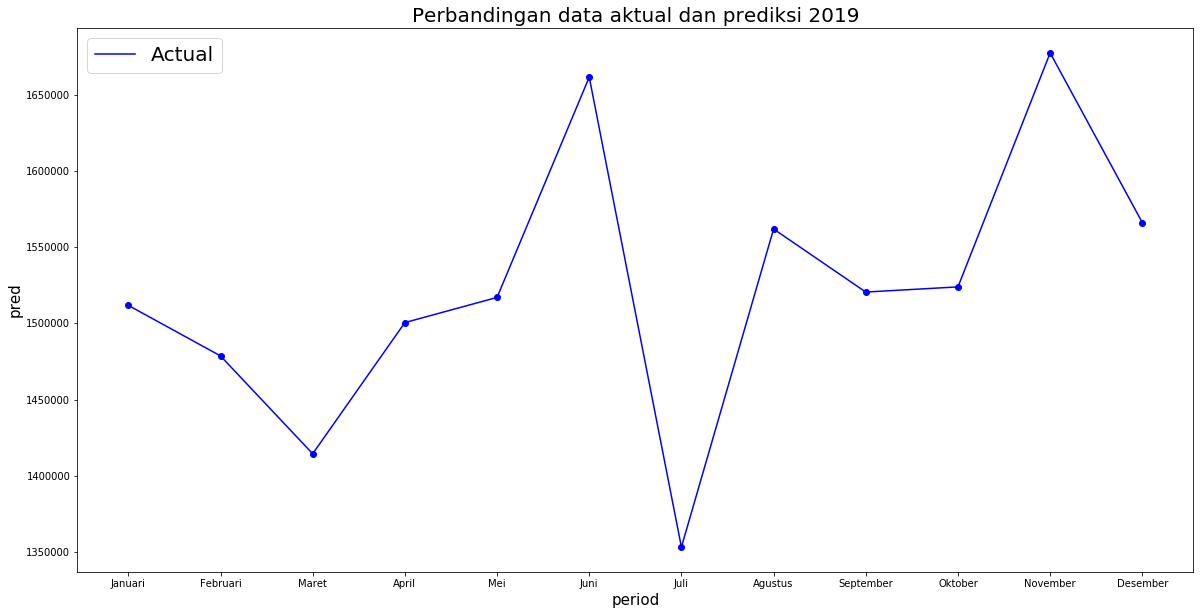 Perbandingan data aktual dan prediksi 2019
Actual
pred
1650000
1600000
1550000
1500000
1450000
1400000
1350000
Januari Februari Maret April Mei Juni Juli Agustus September Oktober November Desember
period